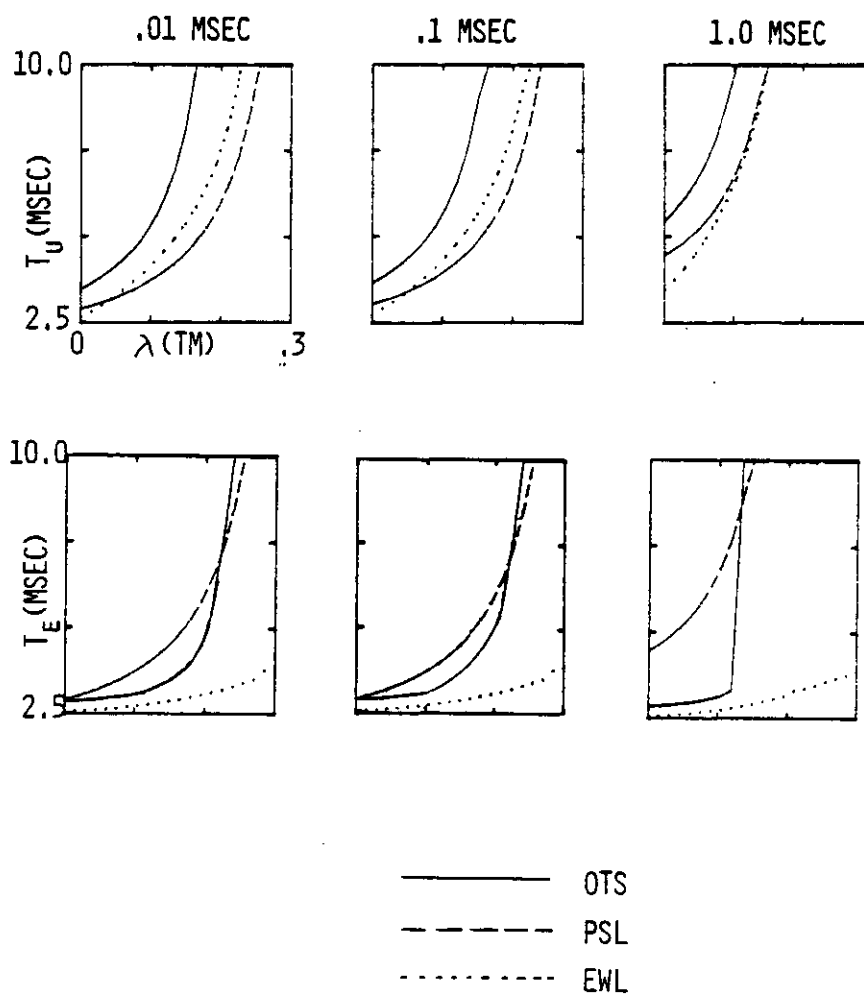 .01 MSEC
.1 MSEC
1.0 MSEC
10.0
T_U (MSEC)
2.5
0
λ(TM)
.3
10.0
T_E (MSEC)
2.5
OTS
PSL
EWL